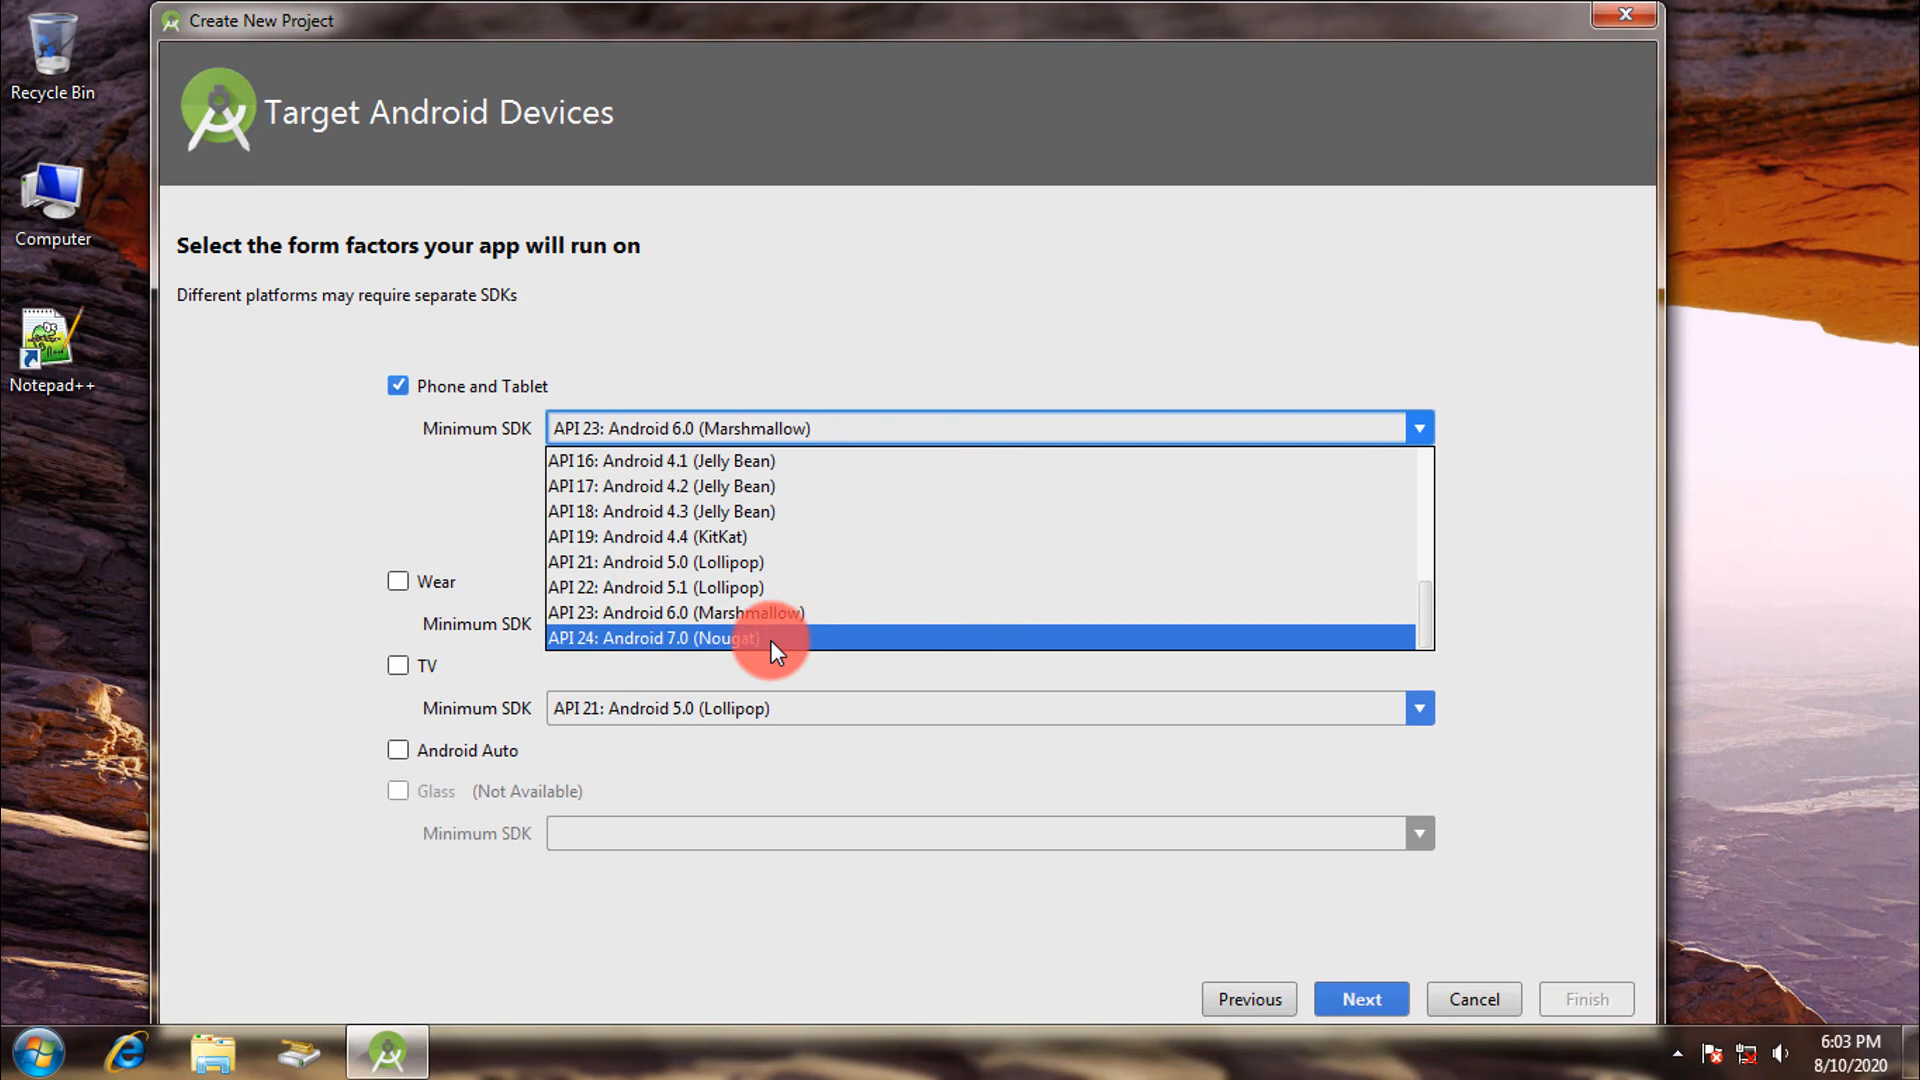 Create New Project
Recycle Bin
Target Android Devices
Computer
Select the form factors your app will run on
Different platforms may require separate SDKs
Notepad++
Phone and Tablet
Minimum SDK API 23: Android 6.0 (Marshmallow)
API 16: Android 4.1 (Jelly Bean)
API 17: Android 4.2 (Jelly Bean)
API 18: Android 4.3 (Jelly Bean)
API 19: Android 4.4 (KitKat)
API 21: Android 5.0 (Lollipop)
API 22: Android 5.1 (Lollipop)
API 23: Android 6.0 (Marshmallow)
API 24: Android 7.0 (Nougat)
Wear
Minimum SDK
TV
Minimum SDK API 21: Android 5.0 (Lollipop)
Android Auto
Glass (Not Available)
Minimum SDK
Previous Next Cancel Finish
6:03 PM
8/10/2020